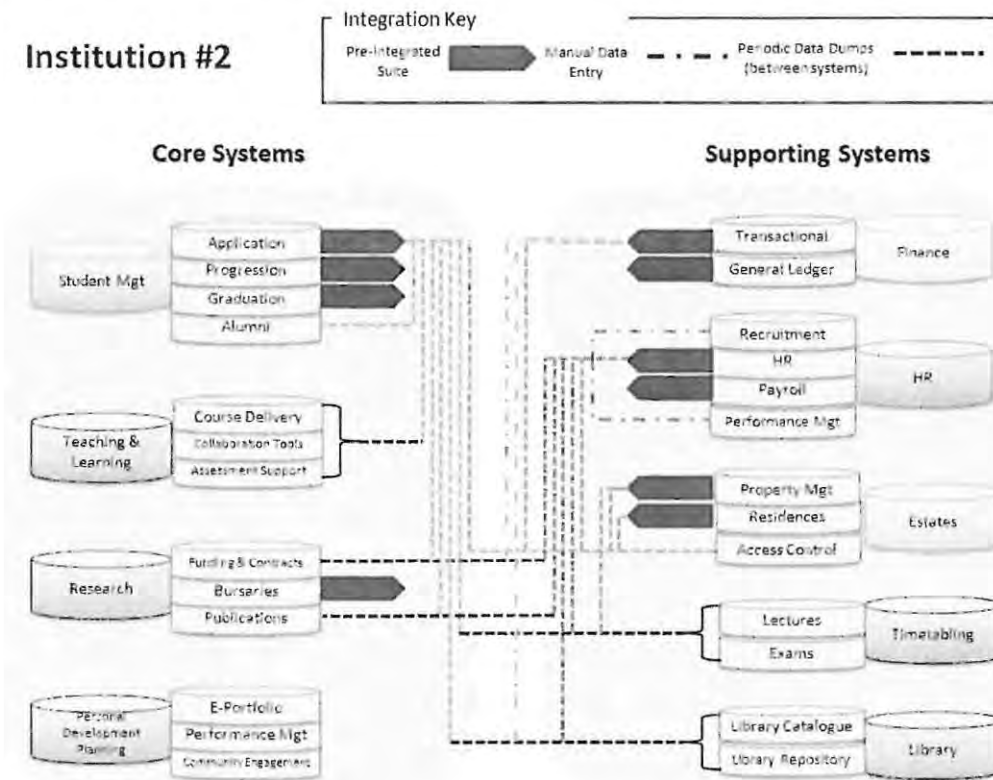 Institution #2
Integration Key
Pre-Integrated
Suite
Manual Data
Entry
Periodic Data Dumps
(between systems)
Core Systems
Supporting Systems
Student Mgt
Application
Progression
Graduation
Alumni
Teaching &
Learning
Course Delivery
Collaboration Tools
Assessment Support
Research
Funding & Contracts
Bursaries
Publications
Personal
Development
Planning
E-Portfolio
Performance Mgt
Community Engagement
Transactional
General Ledger
Finance
Recruitment
HR
Payroll
Performance Mgt
HR
Property Mgt
Residences
Access Control
Estates
Lectures
Exams
Timetabling
Library Catalogue
Library Repository
Library